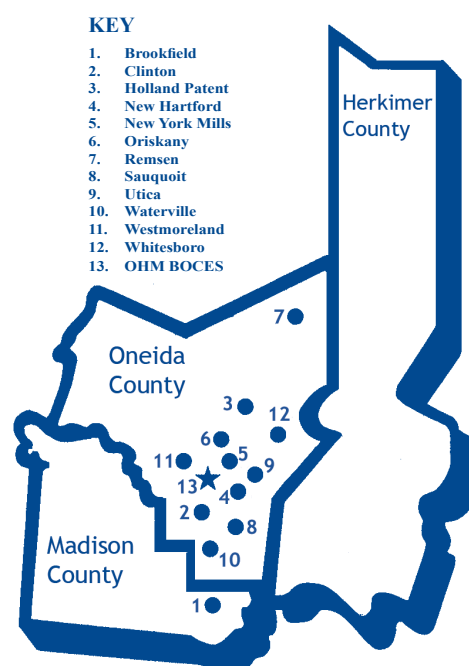 KEY
1. Brookfield
2. Clinton
3. Holland Patent
4. New Hartford
5. New York Mills
6. Oriskany
7. Remsen
8. Sauquoit
9. Utica
10. Waterville
11. Westmoreland
12. Whitesboro
13. OHM BOCES
Herkimer
County
7
Oneida
County
3
12
6
11
5
9
13
4
2
8
10
Madison
County
1